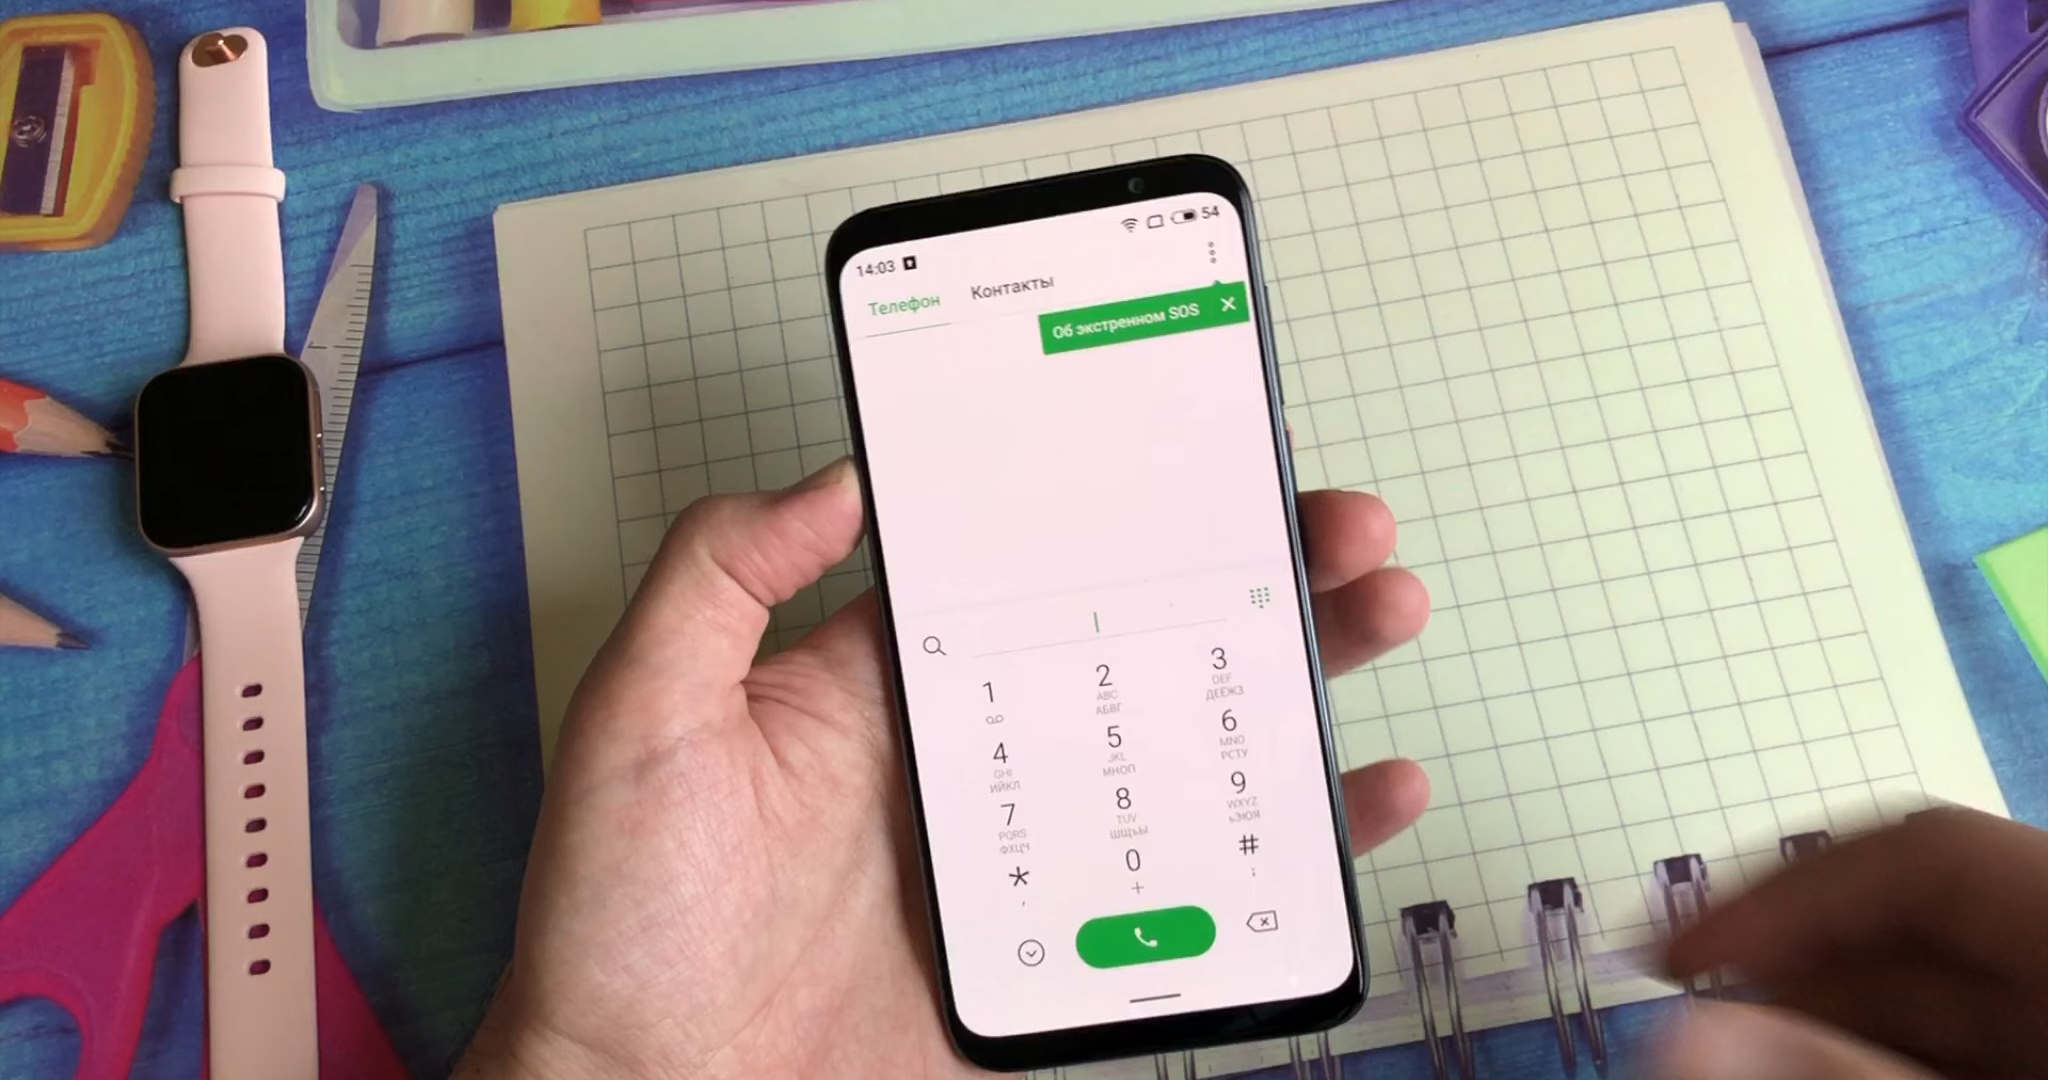 14:03
54
Телефон Контакты
Об экстренном SOS
1
2
ABC
АБВГ
3
DEF
ДЕЁЖЗ
4
GHI
ИЙКЛ
5
JKL
МНОП
6
MNO
РСТУ
7
PQRS
ФХЦЧ
8
TUV
ШЩЪЫ
9
WXYZ
ЬЭЮЯ
*
,
0
+
#
;